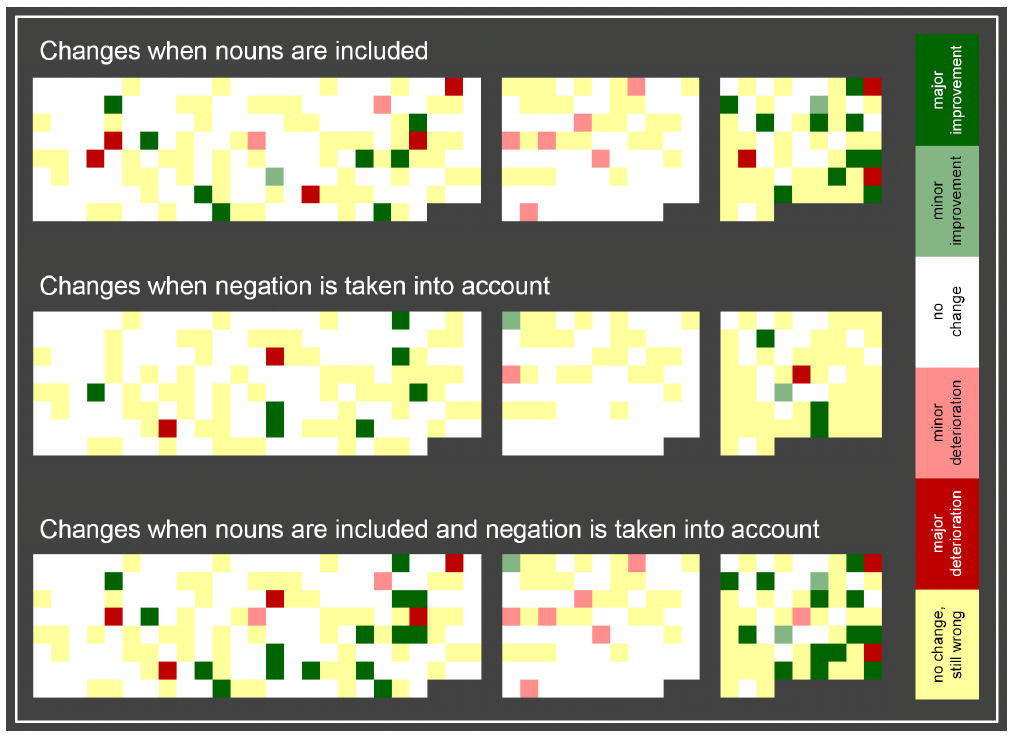 Changes when nouns are included
Changes when negation is taken into account
Changes when nouns are included and negation is taken into account
major
improvement
minor
improvement
no
change
minor
deterioration
major
deterioration
no change,
still wrong